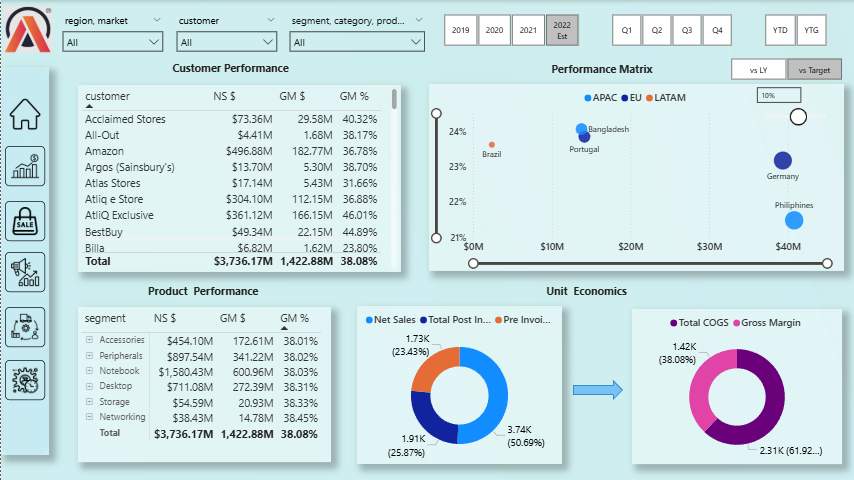 region, market
customer
segment, category, prod...
All
All
All
2019
2020
2021
2022
Est
Q1
Q2
Q3
Q4
YTD
YTG
Customer Performance
customer NS $ GM $ GM %
Acclaimed Stores $73.36M 29.58M 40.32%
All-Out $4.41M 1.68M 38.17%
Amazon $496.88M 182.77M 36.78%
Argos (Sainsbury's) $13.70M 5.30M 38.70%
Atlas Stores $17.14M 5.43M 31.66%
Atliq e Store $304.10M 112.15M 36.88%
AtliQ Exclusive $361.12M 166.15M 46.01%
BestBuy $49.34M 22.15M 44.89%
Billa $6.82M 1.62M 23.80%
Total $3,736.17M 1,422.88M 38.08%
Performance Matrix
vs LY
vs Target
APAC EU LATAM
10%
24%
23%
22%
21%
Brazil
Bangladesh
Portugal
Germany
Philiphines
$0M $10M $20M $30M $40M
SALE
Product Performance
segment NS $ GM $ GM %
Accessories $454.10M 172.61M 38.01%
Peripherals $897.54M 341.22M 38.02%
Notebook $1,580.43M 600.96M 38.03%
Desktop $711.08M 272.39M 38.31%
Storage $54.59M 20.93M 38.33%
Networking $38.43M 14.78M 38.45%
Total $3,736.17M 1,422.88M 38.08%
Unit Economics
Net Sales Total Post In... Pre Invoi...
1.73K
(23.43%)
1.91K
(25.87%)
3.74K
(50.69%)
Total COGS Gross Margin
1.42K
(38.08%)
2.31K (61.92...)